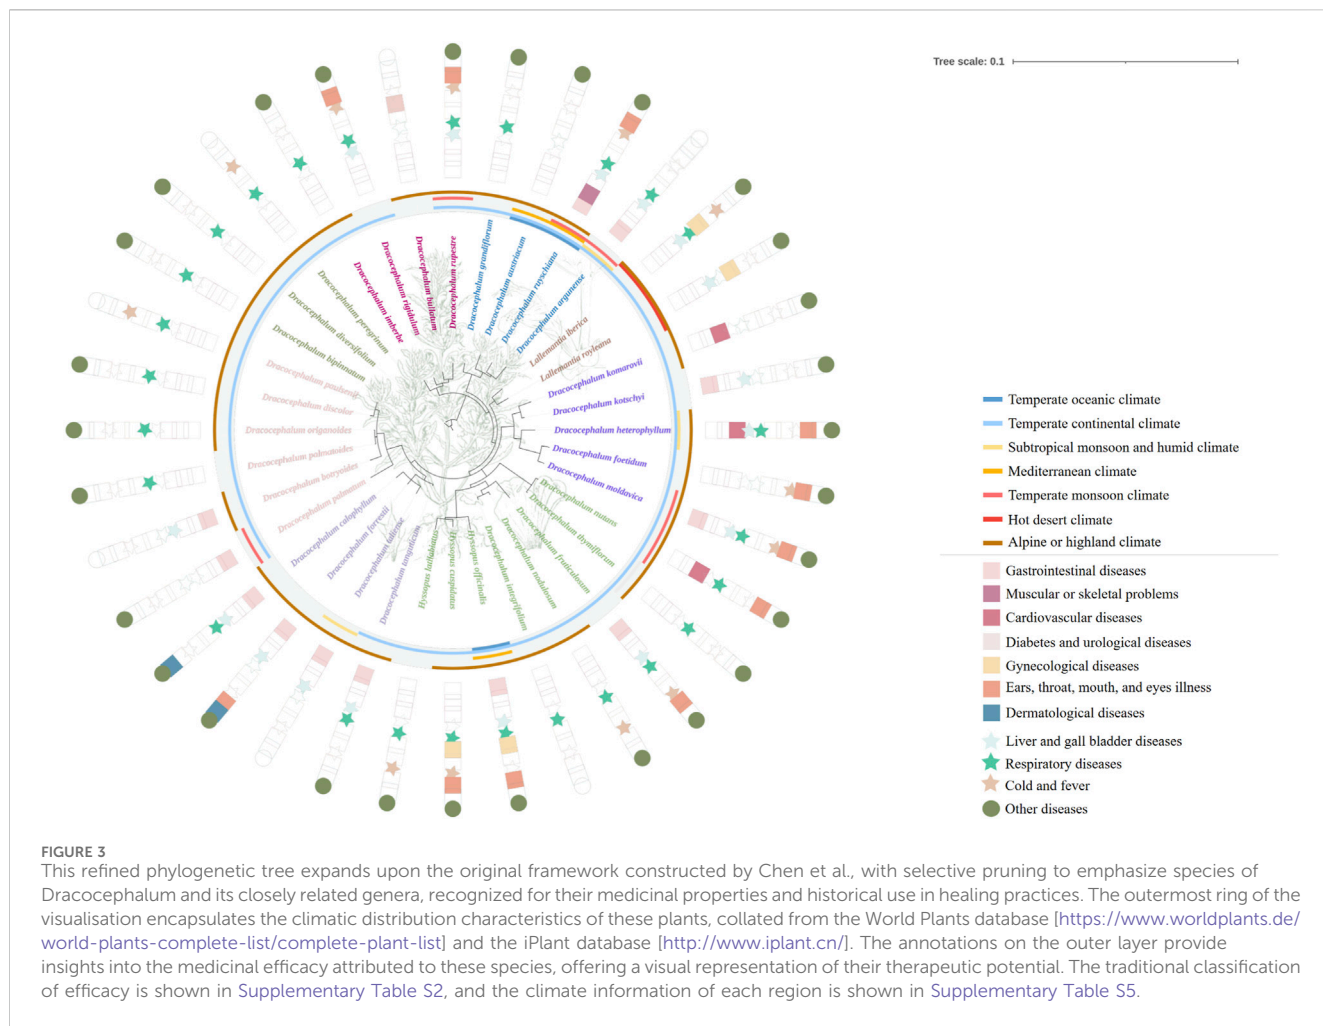 Tree scale: 0.1
Dracocephalum rupestre
Dracocephalum grandiflorum
Dracocephalum austriacum
Dracocephalum ruyschiana
Dracocephalum argunense
Lallemantia iberica
Lallemantia royleana
Dracocephalum komarovii
Dracocephalum kotschyi
Dracocephalum heterophyllum
Dracocephalum foetidum
Dracocephalum moldavica
Dracocephalum nutans
Dracocephalum thymiflorum
Dracocephalum fruticulosum
Dracocephalum nodulosum
Dracocephalum integrifolium
Hyssopus officinalis
Hyssopus cuspidatus
Hyssopus latilabiatus
Dracocephalum tanguticum
Dracocephalum taliense
Dracocephalum forrestii
Dracocephalum calophyllum
Dracocephalum palmatum
Dracocephalum botryoides
Dracocephalum palmatoides
Dracocephalum origanoides
Dracocephalum discolor
Dracocephalum paulsenii
Dracocephalum bipinnatum
Dracocephalum diversifolium
Dracocephalum peregrinum
Dracocephalum imberbe
Dracocephalum rigidulum
Dracocephalum bullatum
Temperate oceanic climate
Temperate continental climate
Subtropical monsoon and humid climate
Mediterranean climate
Temperate monsoon climate
Hot desert climate
Alpine or highland climate
Gastrointestinal diseases
Muscular or skeletal problems
Cardiovascular diseases
Diabetes and urological diseases
Gynecological diseases
Ears, throat, mouth, and eyes illness
Dermatological diseases
Liver and gall bladder diseases
Respiratory diseases
Cold and fever
Other diseases
FIGURE 3
This refined phylogenetic tree expands upon the original framework constructed by Chen et al., with selective pruning to emphasize species of
Dracocephalum and its closely related genera, recognized for their medicinal properties and historical use in healing practices. The outermost ring of the
visualisation encapsulates the climatic distribution characteristics of these plants, collated from the World Plants database [https://www.worldplants.de/
world-plants-complete-list/complete-plant-list] and the iPlant database [http://www.iplant.cn/]. The annotations on the outer layer provide
insights into the medicinal efficacy attributed to these species, offering a visual representation of their therapeutic potential. The traditional classification
of efficacy is shown in Supplementary Table S2, and the climate information of each region is shown in Supplementary Table S5.